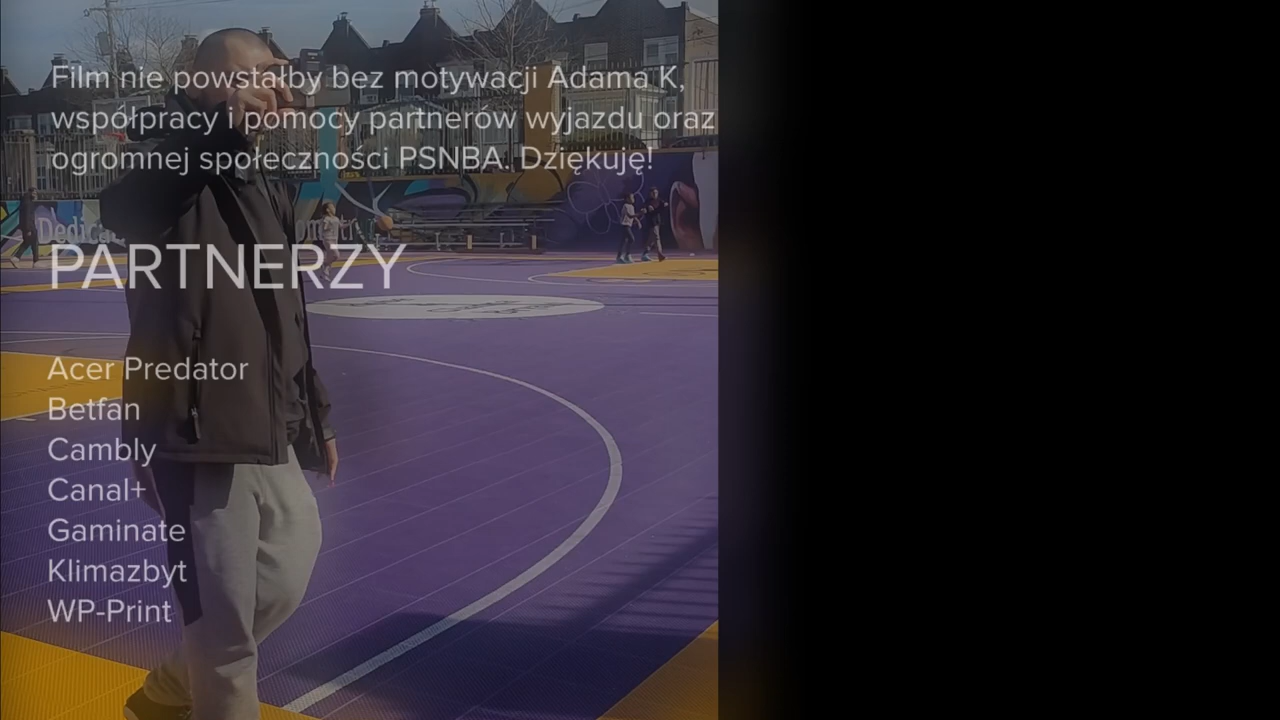 Film nie powstałby bez motywacji Adama K,
współpracy i pomocy partnerów wyjazdu oraz
ogromnej społeczności PSNBA. Dziękuję!
PARTNERZY
Acer Predator
Betfan
Cambly
Canal+
Gaminate
Klimazbyt
WP-Print